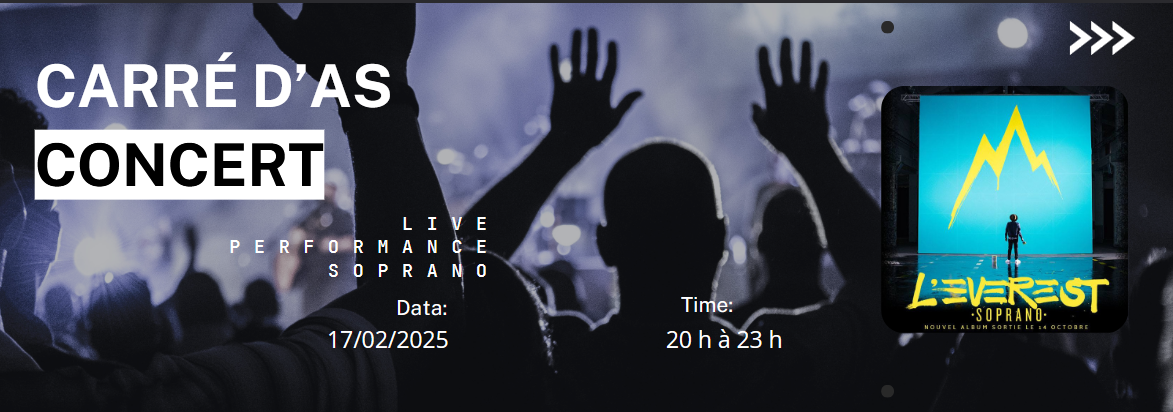 CARRÉ D’AS
CONCERT
LIVE
PERFORMANCE
SOPRANO
Data:
17/02/2025
Time:
20 h à 23 h
L'EVEREST
·SOPRANO·
NOUVEL ALBUM SORTIE LE 14 OCTOBRE